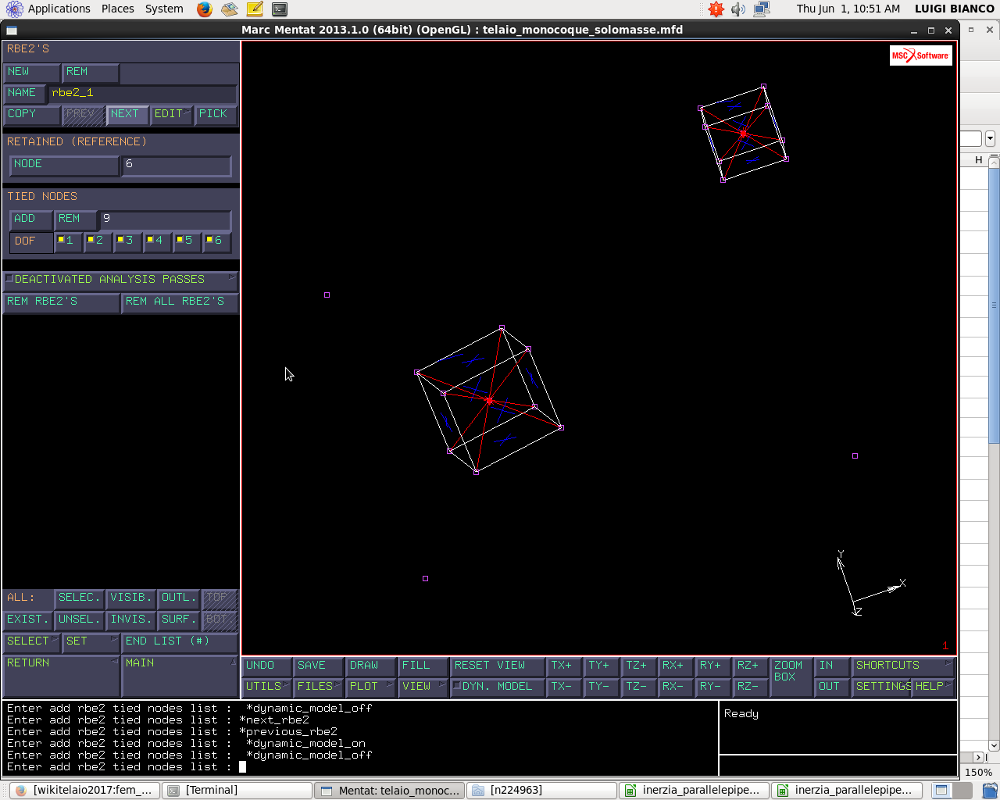 Applications Places System Thu Jun 1, 10:51 AM LUIGI BIANCO
Marc Mentat 2013.1.0 (64bit) (OpenGL) : telaio_monocoque_solomasse.mfd
RBE2'S
NEW REM
NAME rbe2_1
COPY PREV NEXT EDIT PICK
RETAINED (REFERENCE)
NODE 6
TIED NODES
ADD REM 9
DOF 1 2 3 4 5 6
DEACTIVATED ANALYSIS PASSES
REM RBE2'S REM ALL RBE2'S
MSC Software
H
Y
X
Z
1
ALL: SELEC. VISIB. OUTL. TOP
EXIST. UNSEL. INVIS. SURF. BOT.
SELECT SET END LIST (#)
RETURN MAIN
UNDO SAVE DRAW FILL RESET VIEW TX+ TY+ TZ+ RX+ RY+ RZ+ ZOOM BOX IN SHORTCUTS
UTILS FILES PLOT VIEW DYN. MODEL TX- TY- TZ- RX- RY- RZ- OUT SETTINGS HELP
Enter add rbe2 tied nodes list : *dynamic_model_off
Enter add rbe2 tied nodes list : *next_rbe2
Enter add rbe2 tied nodes list : *previous_rbe2
Enter add rbe2 tied nodes list : *dynamic_model_on
Enter add rbe2 tied nodes list : *dynamic_model_off
Enter add rbe2 tied nodes list :
Ready
150%
[wikitelaio2017:fem_... [Terminal] Mentat: telaio_monoc... [n224963] inerzia_parallelepipe... inerzia_parallelepipe...